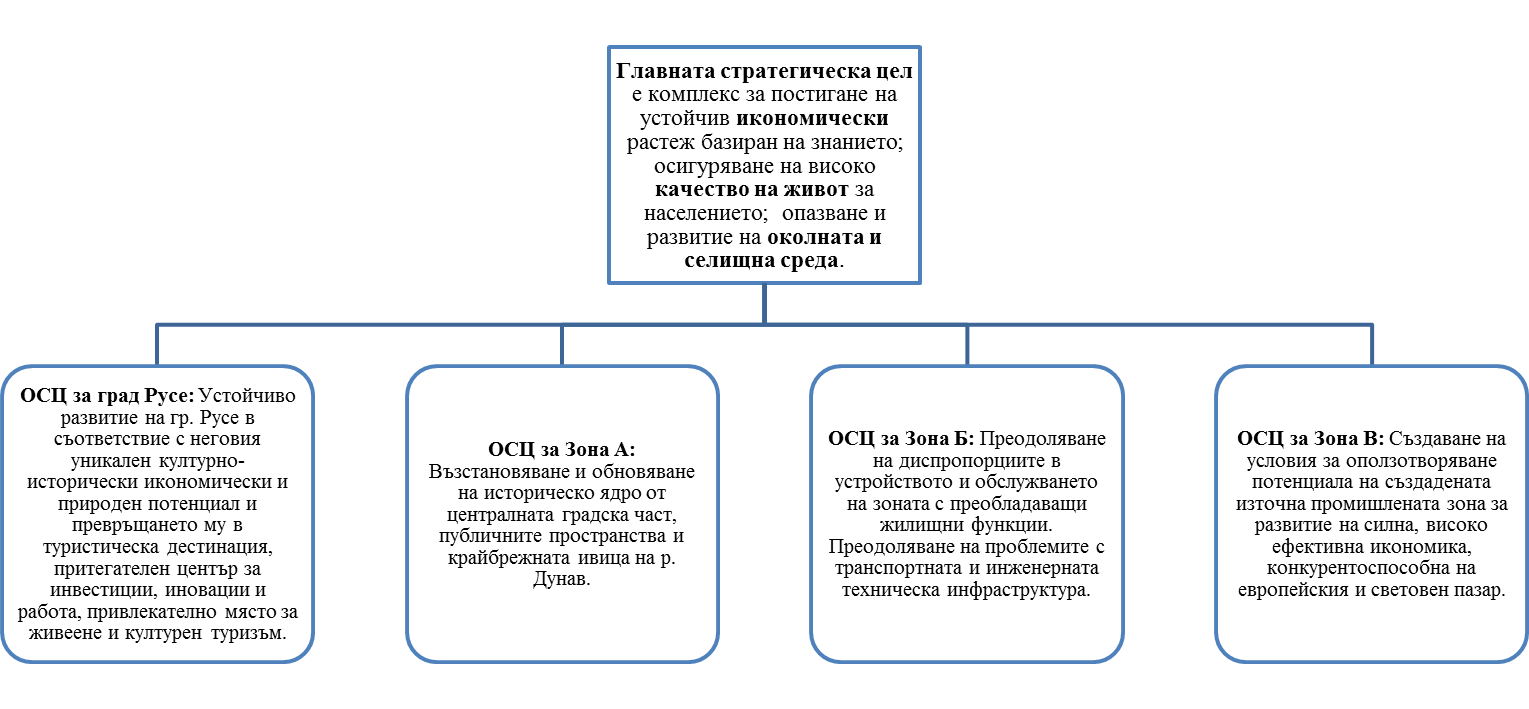 Главната стратегическа цел
е комплекс за постигане на
устойчив икономически
растеж базиран на знанието;
осигуряване на високо
качество на живот за
населението; опазване и
развитие на околната и
селищна среда.
ОСЦ за град Русе: Устойчиво
развитие на гр. Русе в
съответствие с неговия
уникален културно-
исторически икономически и
природен потенциал и
превръщането му в
туристическа дестинация,
притегателен център за
инвестиции, иновации и
работа, привлекателно място за
живеене и културен туризъм.
ОСЦ за Зона А:
Възстановяване и обновяване
на историческо ядро от
централната градска част,
публичните пространства и
крайбрежната ивица на р.
Дунав.
ОСЦ за Зона Б: Преодоляване
на диспропорциите в
устройството и обслужването
на зоната с преобладаващи
жилищни функции.
Преодоляване на проблемите с
транспортната и инженерната
техническа инфраструктура.
ОСЦ за Зона В: Създаване на
условия за оползотворяване
потенциала на създадената
източна промишлената зона за
развитие на силна, високо
ефективна икономика,
конкурентоспособна на
европейския и световен пазар.